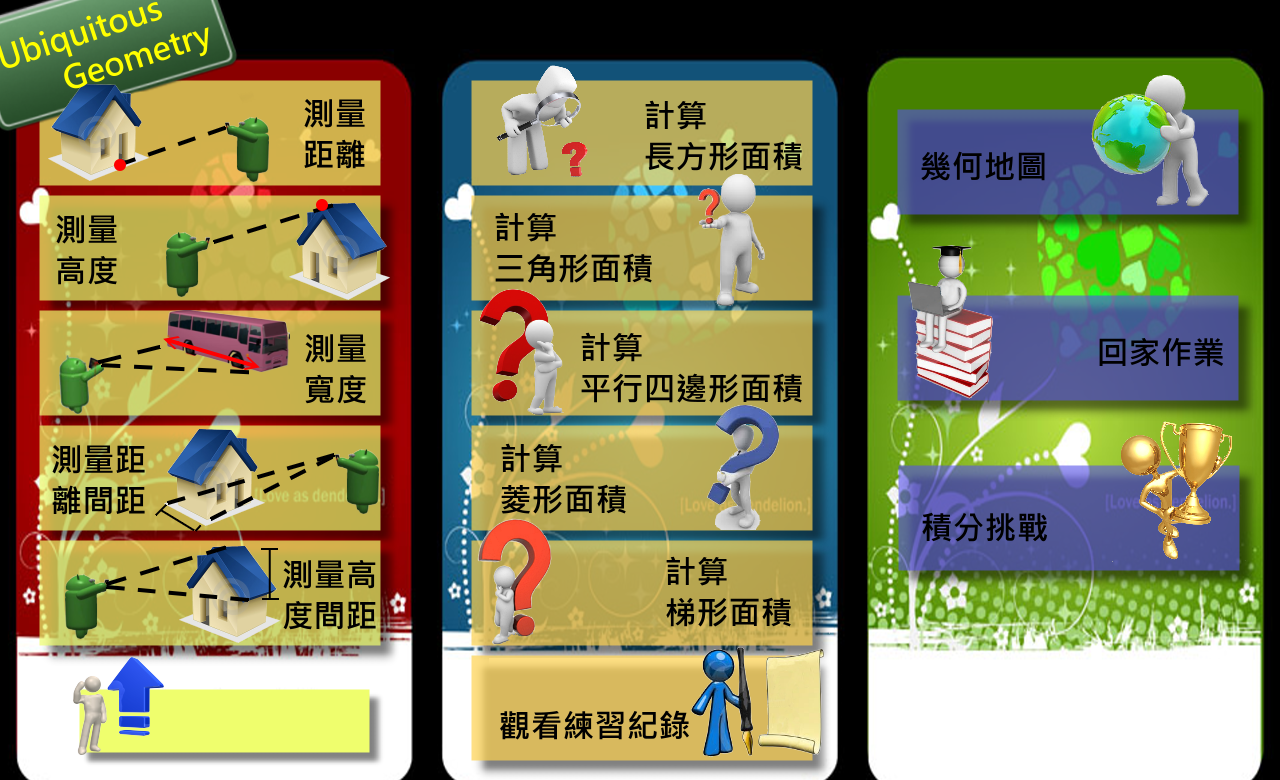 Ubiquitous
Geometry
測量
距離
測量
高度
測量
寬度
測量距
離間距
測量高
度間距
計算
長方形面積
計算
三角形面積
計算
平行四邊形面積
計算
菱形面積
計算
梯形面積
觀看練習紀錄
幾何地圖
回家作業
積分挑戰
[Love as dandelion.]